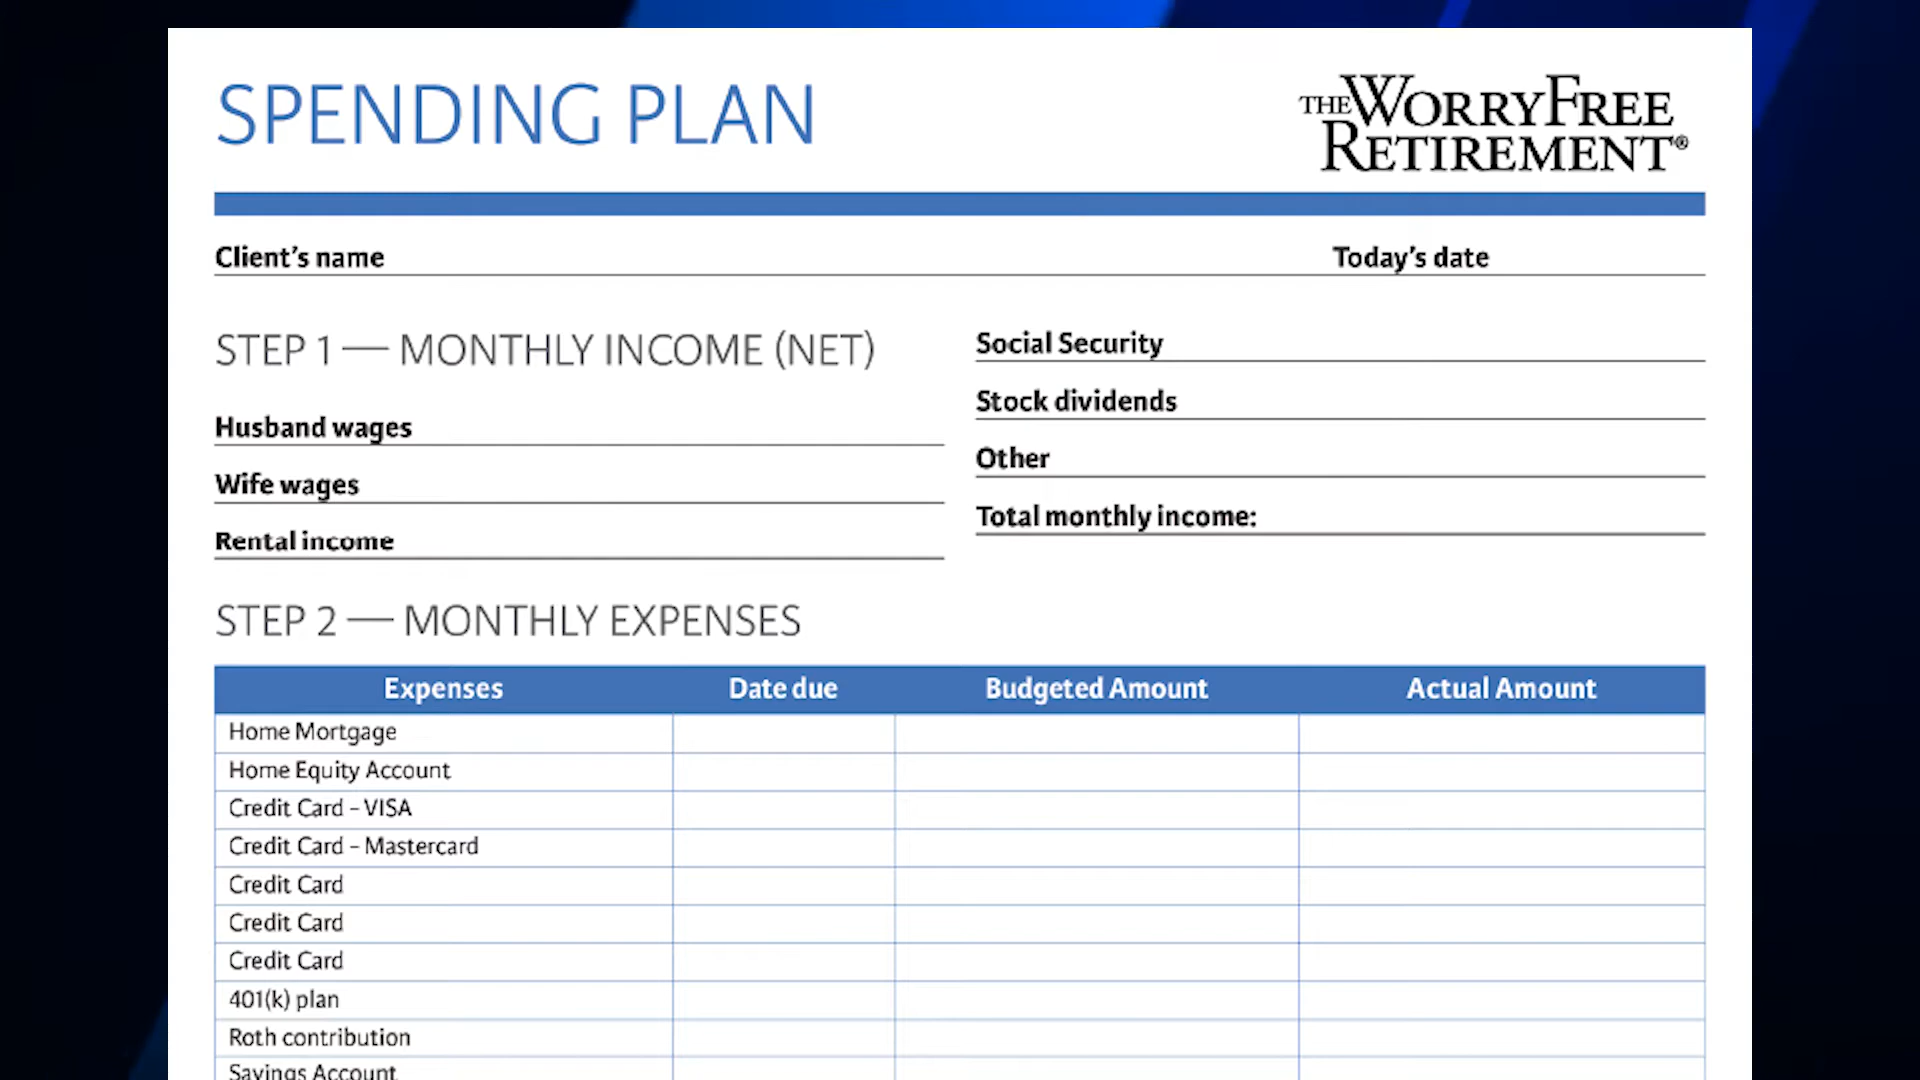 SPENDING PLAN
THE WORRYFREE
RETIREMENT®
Client's name
Today's date
STEP 1 — MONTHLY INCOME (NET)
Husband wages
Wife wages
Rental income
Social Security
Stock dividends
Other
Total monthly income:
STEP 2 — MONTHLY EXPENSES
Expenses Date due Budgeted Amount Actual Amount
Home Mortgage
Home Equity Account
Credit Card – VISA
Credit Card – Mastercard
Credit Card
Credit Card
Credit Card
401(k) plan
Roth contribution
Savings Account